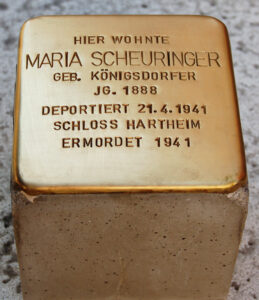 HIER WOHNTE
MARIA SCHEURINGER
GEB. KÖNIGSDORFER
JG. 1888
DEPORTIERT 21.4.1941
SCHLOSS HARTHEIM
ERMORDET 1941